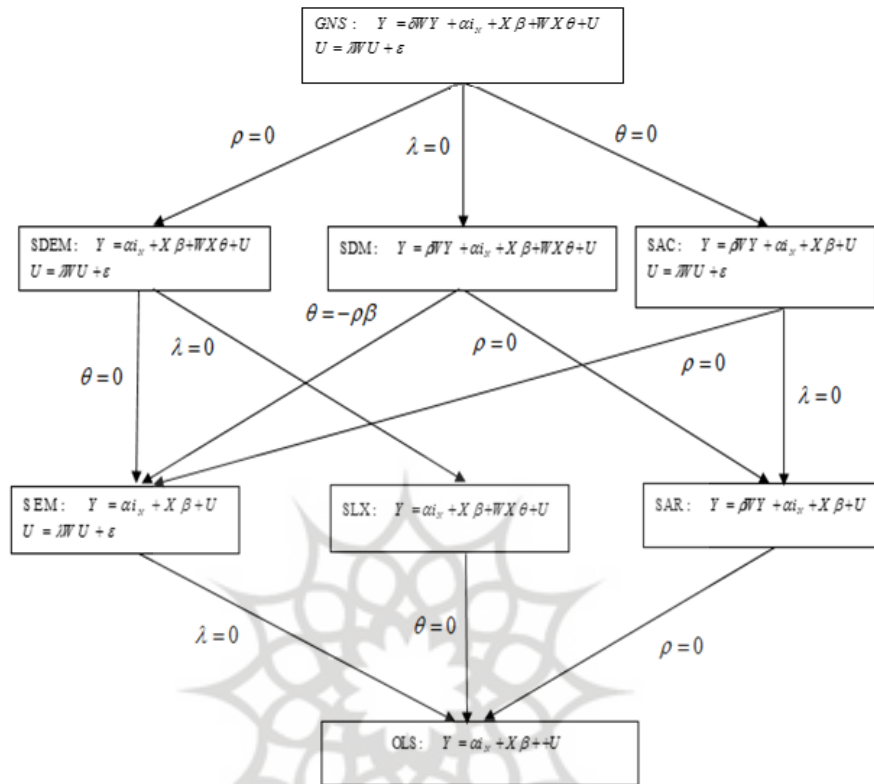 GNS: Y = δWY + αi_N + Xβ + WXθ + U
U = λWU + ε
ρ = 0
λ = 0
θ = 0
SDEM: Y = αi_N + Xβ + WXθ + U
U = λWU + ε
SDM: Y = ρWY + αi_N + Xβ + WXθ + U
SAC: Y = ρWY + αi_N + Xβ + U
U = λWU + ε
θ = 0
λ = 0
θ = -ρβ
ρ = 0
ρ = 0
λ = 0
SEM: Y = αi_N + Xβ + U
U = λWU + ε
SLX: Y = αi_N + Xβ + WXθ + U
SAR: Y = ρWY + αi_N + Xβ + U
λ = 0
θ = 0
ρ = 0
OLS: Y = αi_N + Xβ + +U